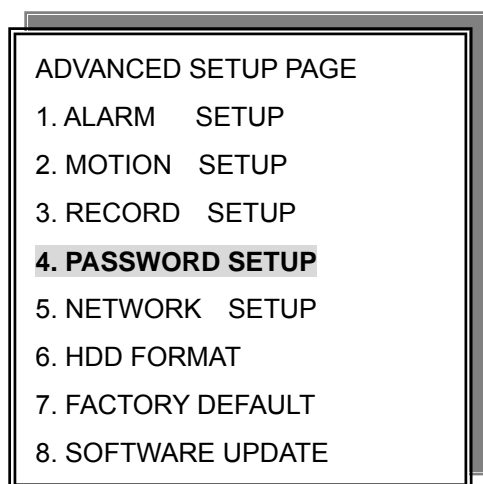 ADVANCED SETUP PAGE
1. ALARM SETUP
2. MOTION SETUP
3. RECORD SETUP
4. PASSWORD SETUP
5. NETWORK SETUP
6. HDD FORMAT
7. FACTORY DEFAULT
8. SOFTWARE UPDATE